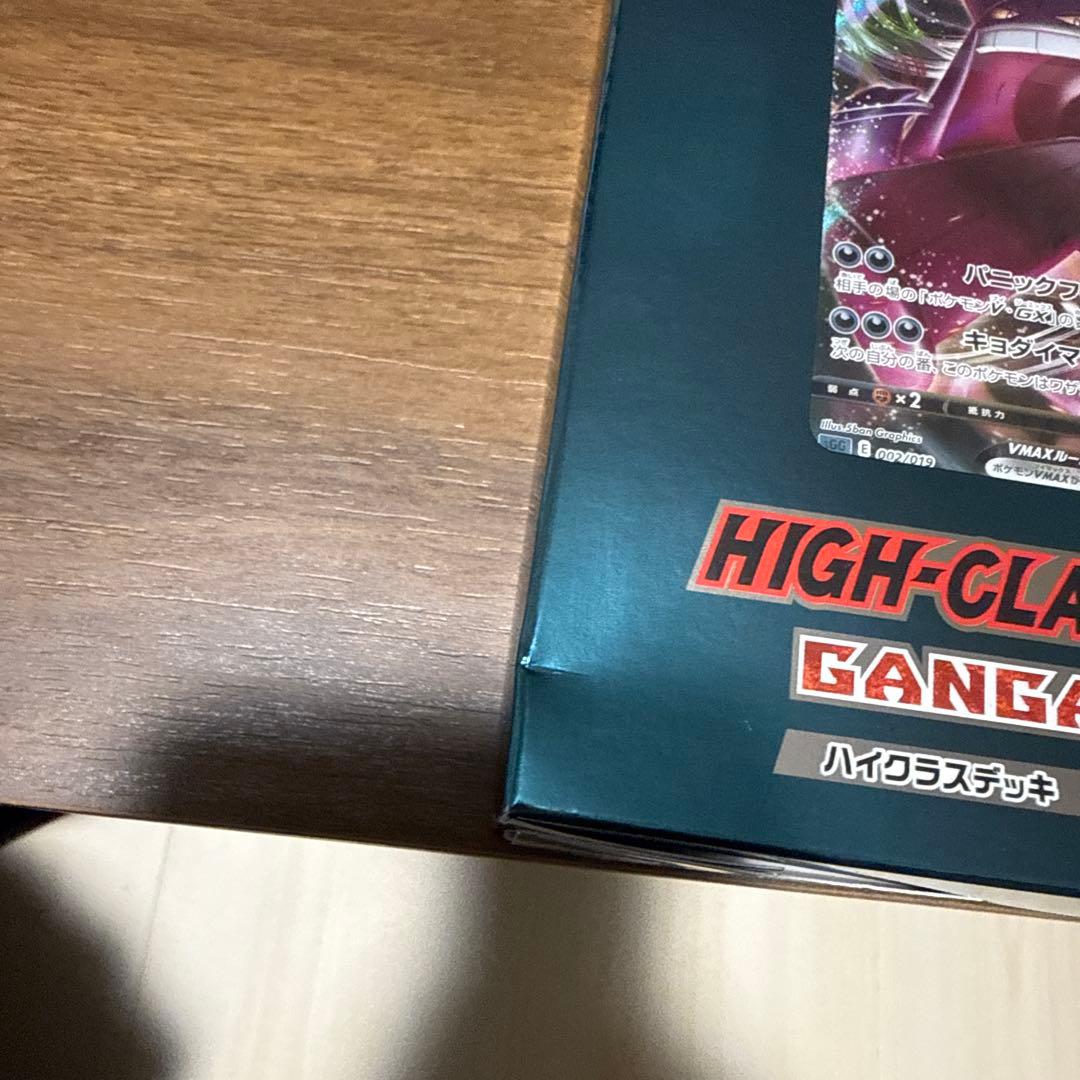 パニックフ
相手の場の「ポケモンV・GX」の
キョダイマ
次の自分の番、このポケモンはワザ
弱点 ×2 抵抗力
Illus. 5ban Graphics
SGG E 002/019
VMAXルー
ポケモンVMAXが
HIGH-CLA
GANGA
ハイクラスデッキ